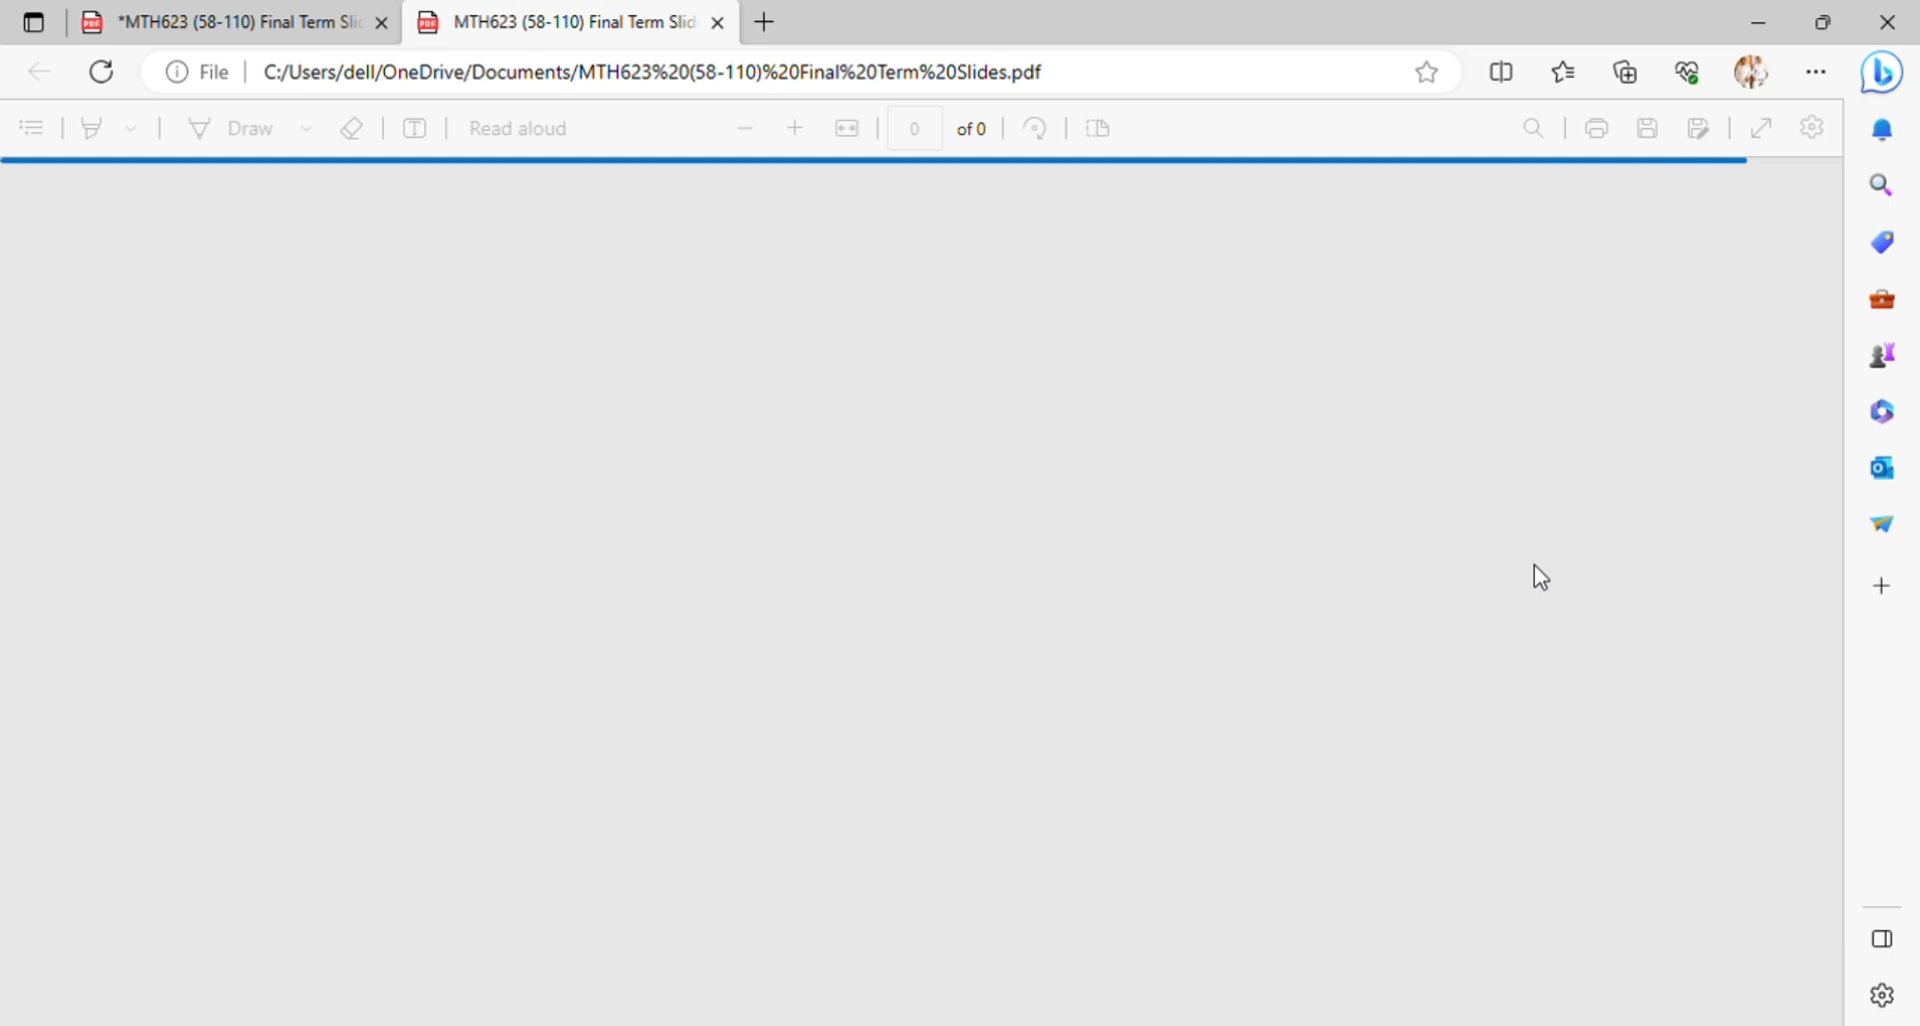 *MTH623 (58-110) Final Term Slic
MTH623 (58-110) Final Term Slid
File
C:/Users/dell/OneDrive/Documents/MTH623%20(58-110)%20Final%20Term%20Slides.pdf
Draw
Read aloud
0
of 0